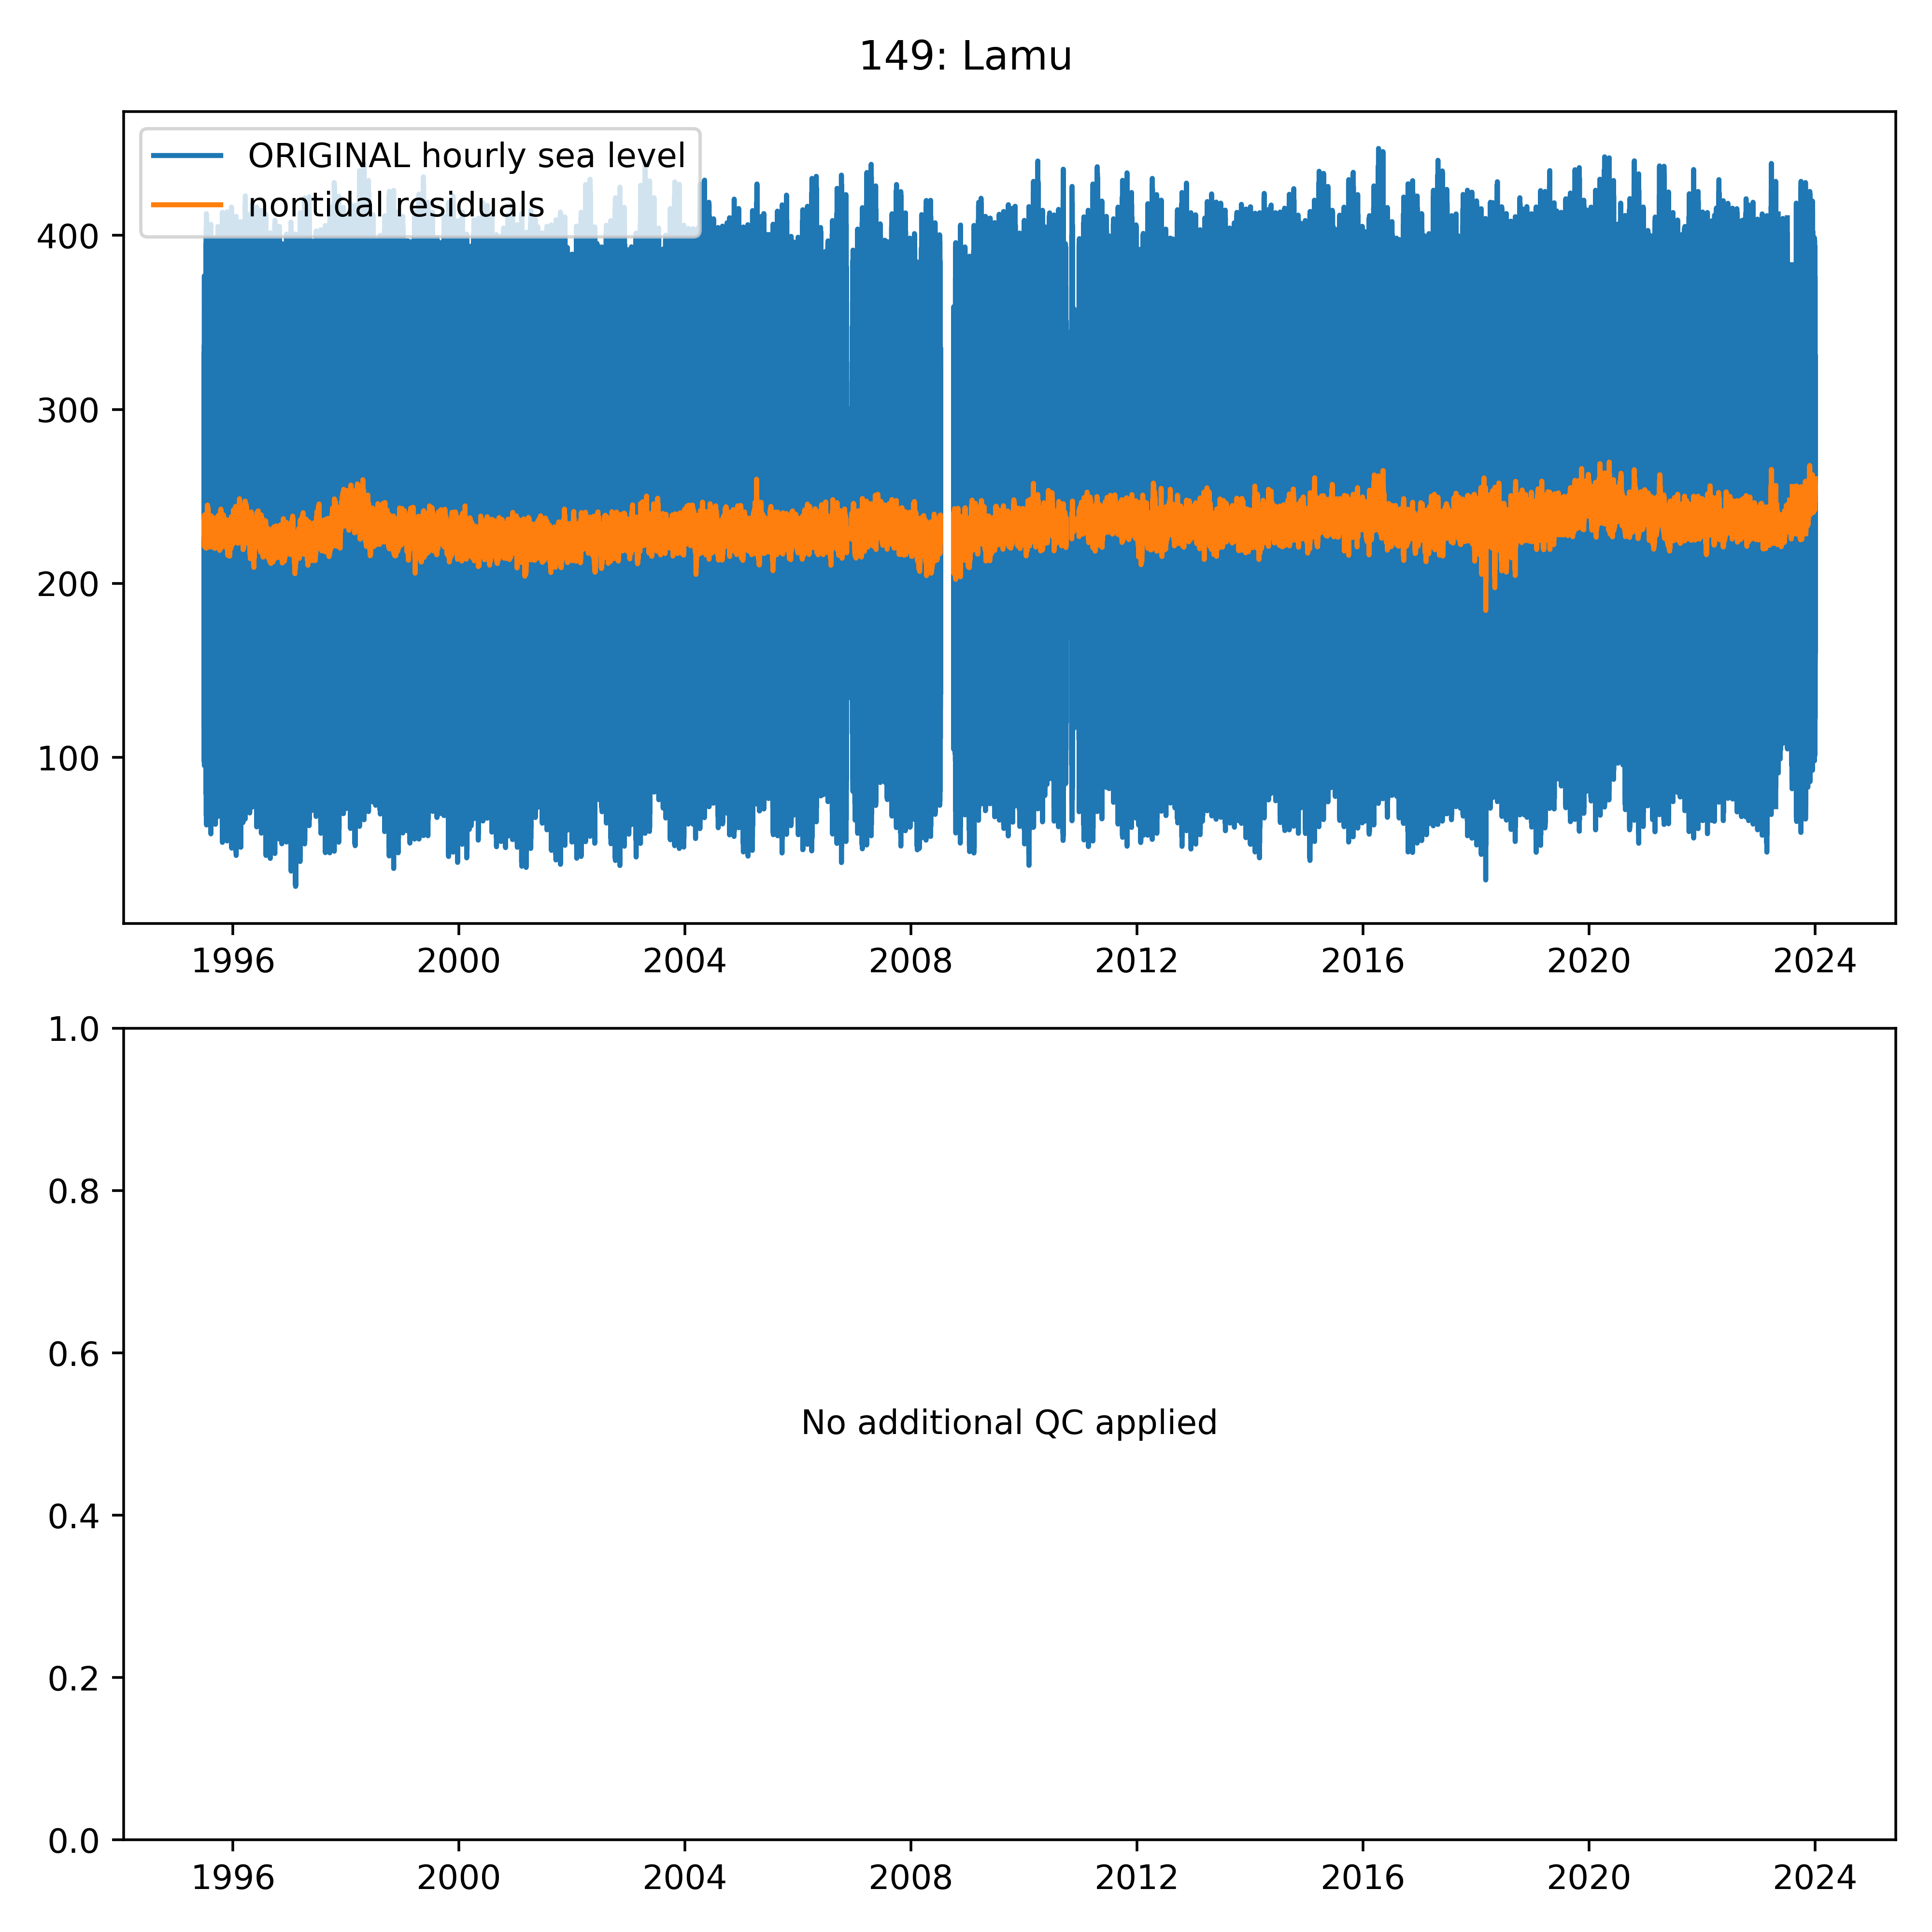 149: Lamu
ORIGINAL hourly sea level
nontidal residuals
400
300
200
100
1996 2000 2004 2008 2012 2016 2020 2024
1.0
0.8
0.6
No additional QC applied
0.4
0.2
0.0
1996 2000 2004 2008 2012 2016 2020 2024